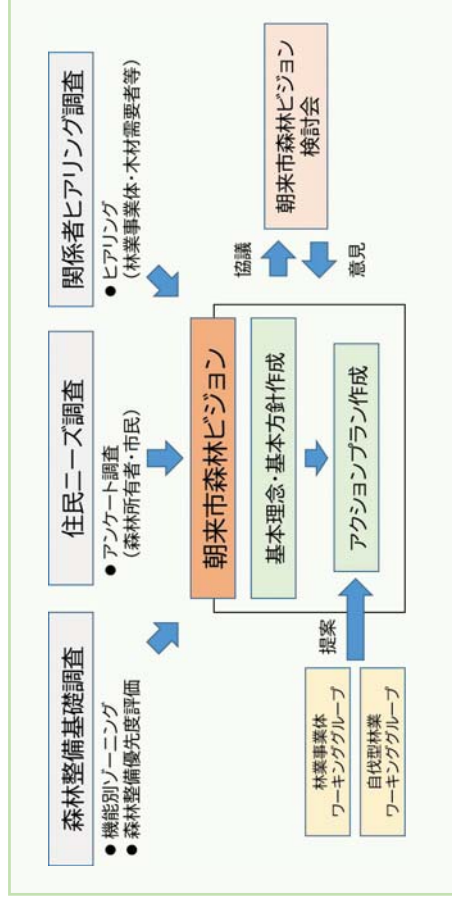 森林整備基礎調査
● 機能別ゾーニング
● 森林整備優先度評価
住民ニーズ調査
● アンケート調査
（森林所有者・市民）
関係者ヒアリング調査
● ヒアリング
（林業事業体・木材需要者等）
朝来市森林ビジョン
基本理念・基本方針作成
アクションプラン作成
林業事業体
ワーキンググループ
自伐型林業
ワーキンググループ
提案
協議
意見
朝来市森林ビジョン
検討会